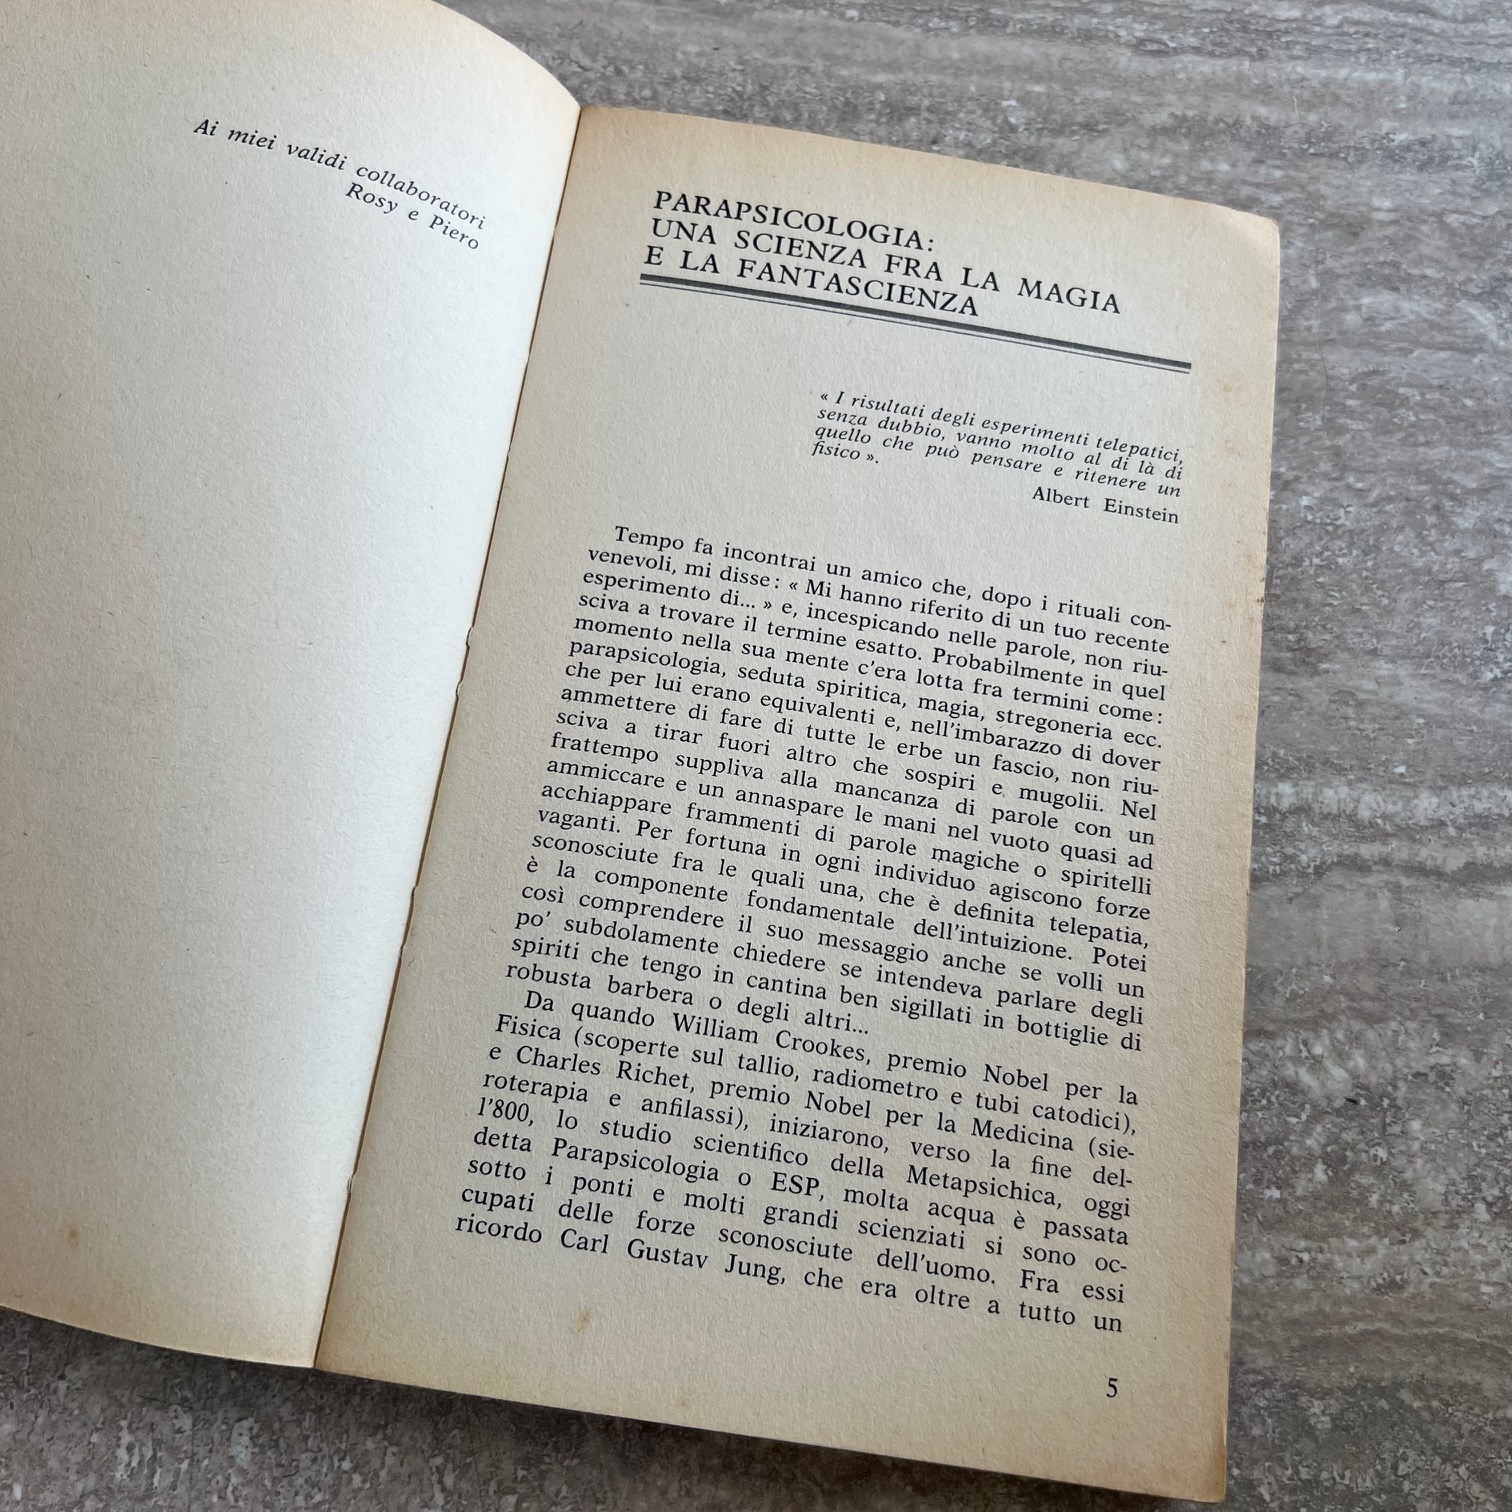 Ai miei validi collaboratori
Rosy e Piero
PARAPSICOLOGIA:
UNA SCIENZA FRA LA MAGIA
E LA FANTASCIENZA
« I risultati degli esperimenti telepatici,
senza dubbio, vanno molto al di là di
quello che può pensare e ritenere un
fisico ».
Albert Einstein
Tempo fa incontrai un amico che, dopo i rituali con-
venevoli, mi disse: « Mi hanno riferito di un tuo recente
esperimento di... » e, incespicando nelle parole, non riu-
sciva a trovare il termine esatto. Probabilmente in quel
momento nella sua mente c'era lotta fra termini come:
parapsicologia, seduta spiritica, magia, stregoneria ecc.
che per lui erano equivalenti e, nell'imbarazzo di dover
ammettere di fare di tutte le erbe un fascio, non riu-
sciva a tirar fuori altro che sospiri e mugolii. Nel
frattempo suppliva alla mancanza di parole con un
ammiccare e un annaspare le mani nel vuoto quasi ad
acchiappare frammenti di parole magiche o spiritelli
vaganti. Per fortuna in ogni individuo agiscono forze
sconosciute fra le quali una, che è definita telepatia,
è la componente fondamentale dell'intuizione. Potei
così comprendere il suo messaggio anche se volli un
po' subdolamente chiedere se intendeva parlare degli
spiriti che tengo in cantina ben sigillati in bottiglie di
robusta barbera o degli altri...
Da quando William Crookes, premio Nobel per la
Fisica (scoperte sul tallio, radiometro e tubi catodici),
e Charles Richet, premio Nobel per la Medicina (sie-
roterapia e anfilassi), iniziarono, verso la fine del-
l'800, lo studio scientifico della Metapsichica, oggi
detta Parapsicologia o ESP, molta acqua è passata
sotto i ponti e molti grandi scienziati si sono oc-
cupati delle forze sconosciute dell'uomo. Fra essi
ricordo Carl Gustav Jung, che era oltre a tutto un
5